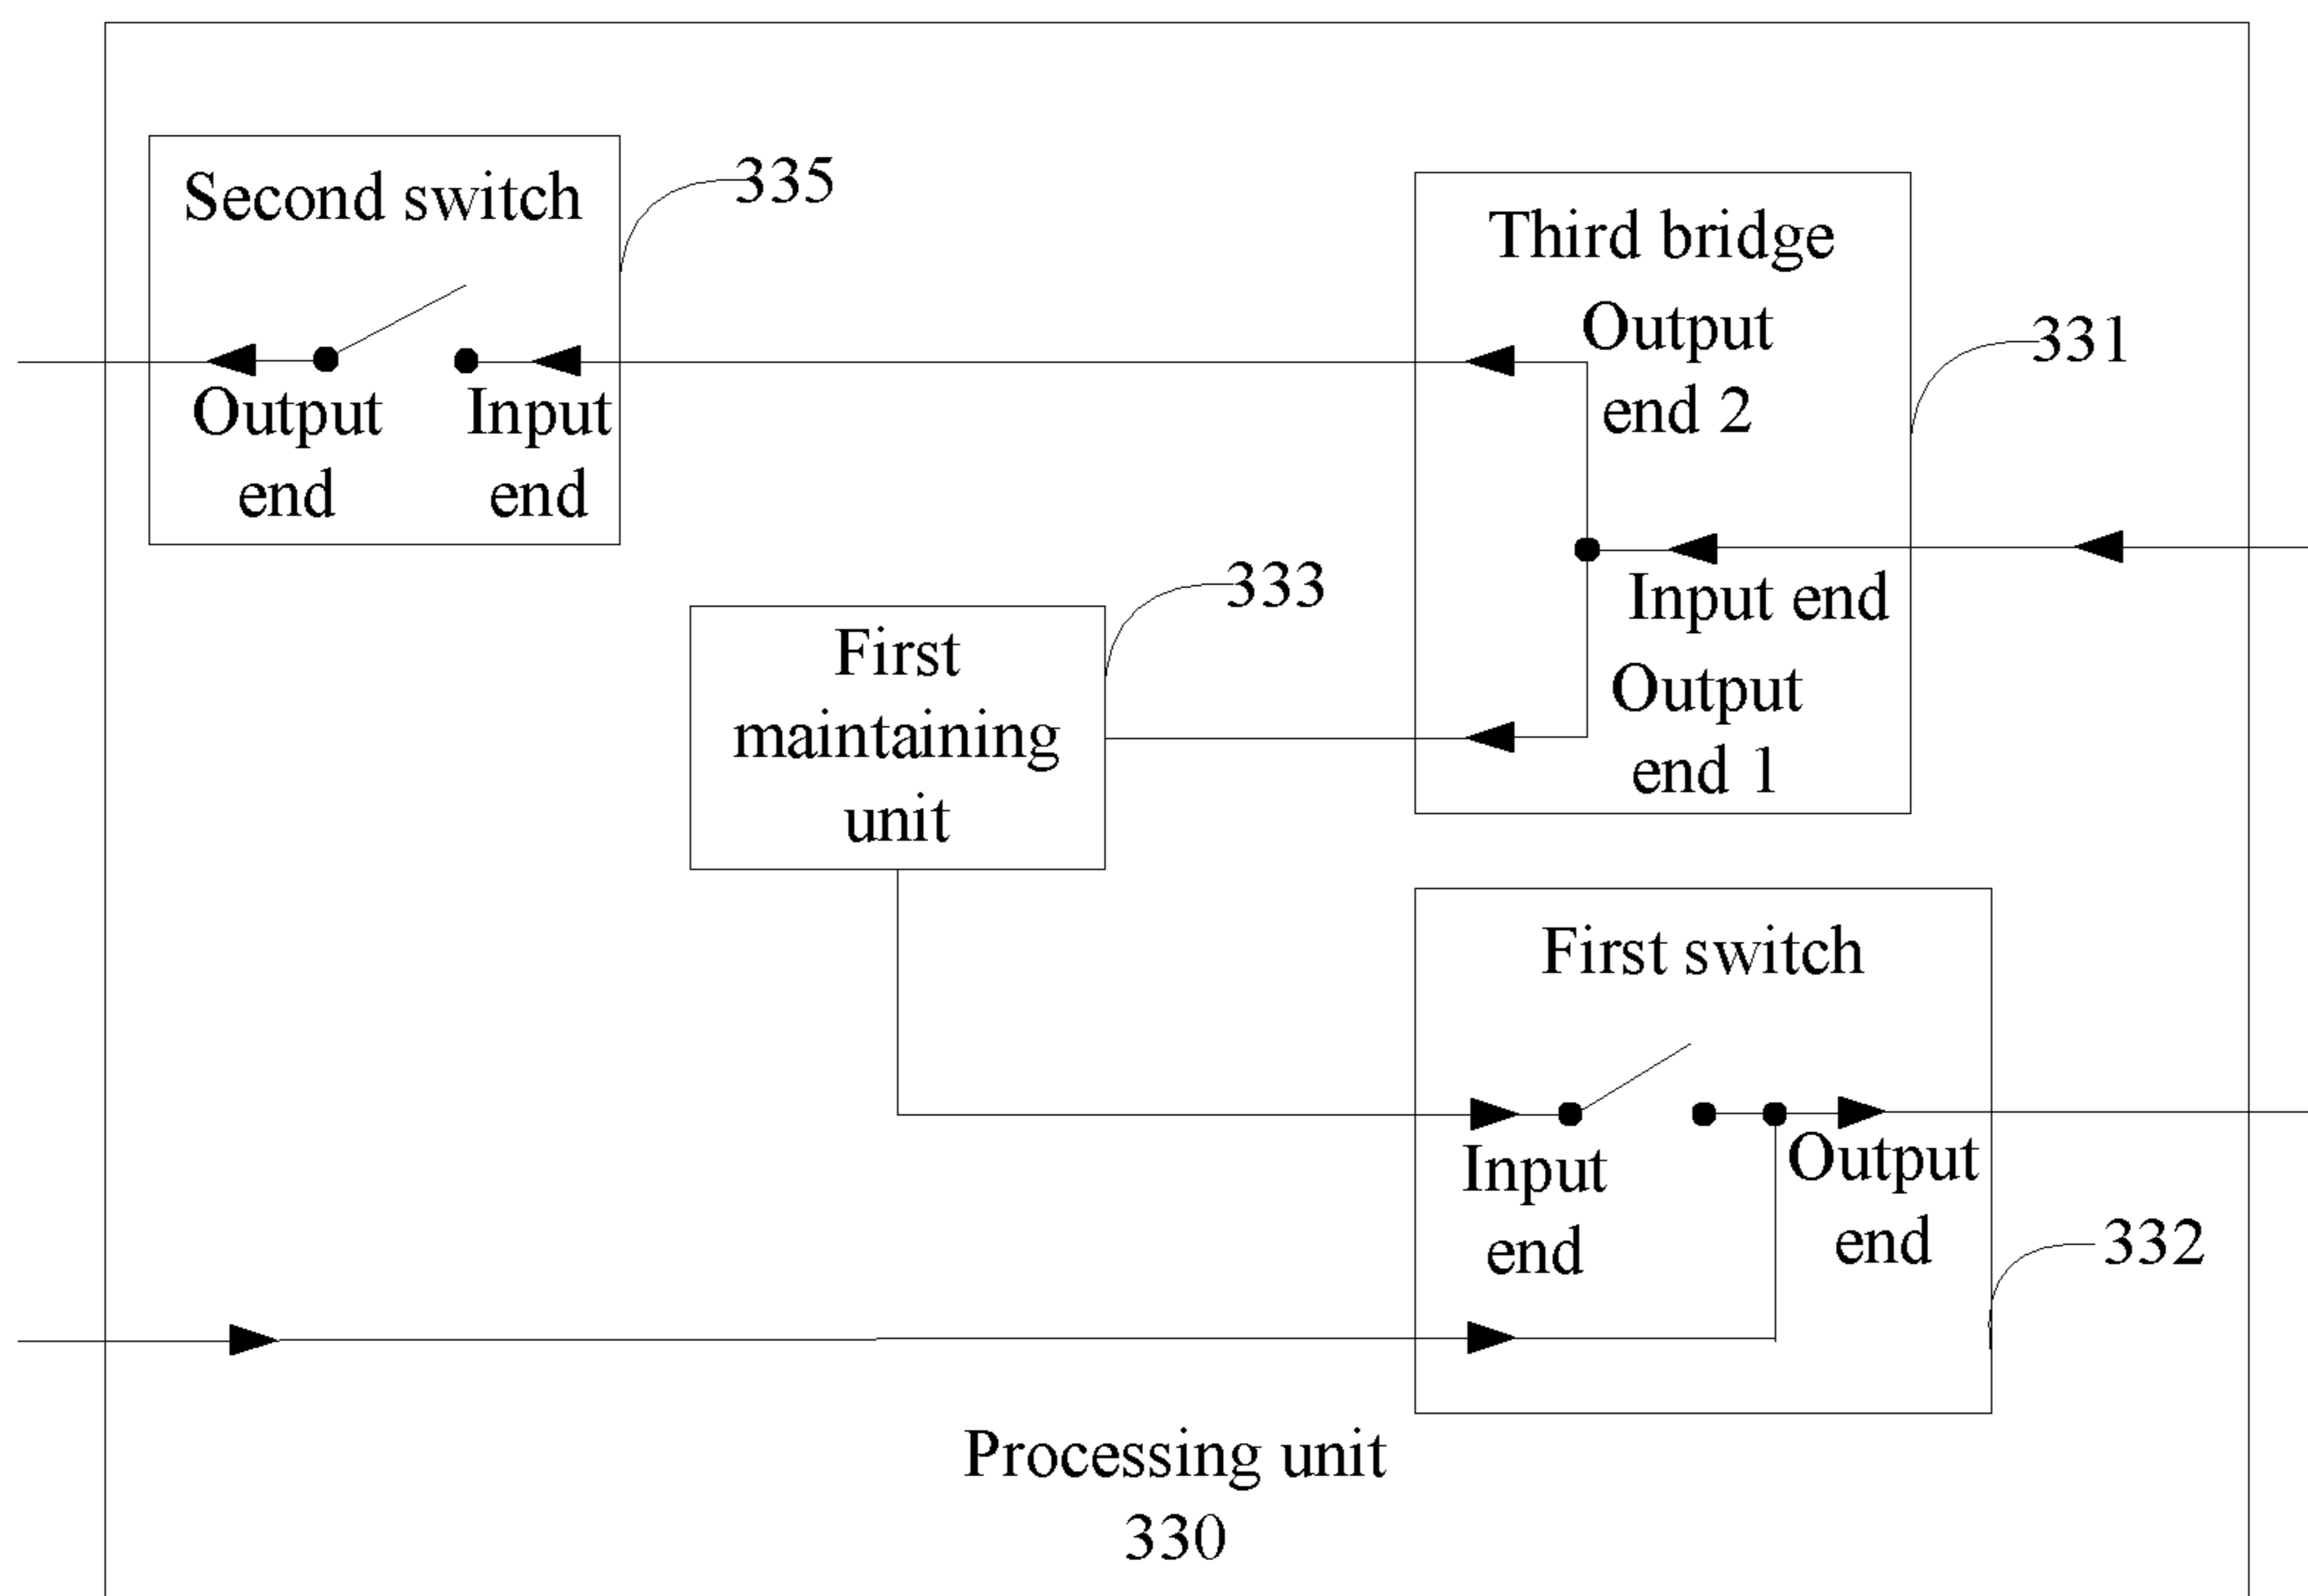 Second switch
335
Output
end
Input
end
Third bridge
Output
end 2
331
Input end
Output
end 1
333
First
maintaining
unit
First switch
Input
end
Output
end
332
Processing unit
330